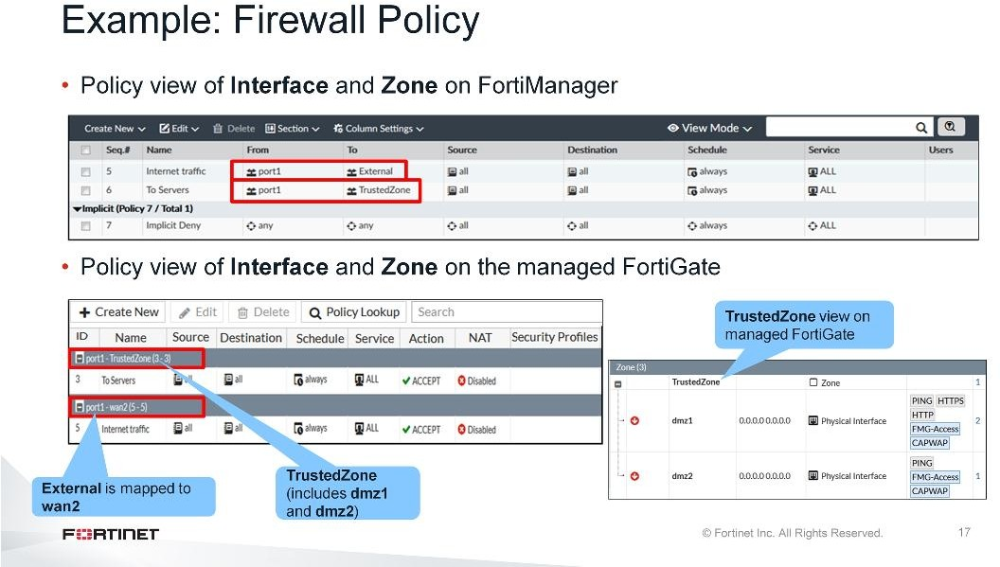 Example: Firewall Policy
• Policy view of Interface and Zone on FortiManager
Create New Edit Delete Section Column Settings View Mode
Seq.# Name From To Source Destination Schedule Service Users
5 Internet traffic port1 External all all always ALL
6 To Servers port1 TrustedZone all all always ALL
Implicit (Policy 7 / Total 1)
7 Implicit Deny any any all all always ALL
• Policy view of Interface and Zone on the managed FortiGate
+ Create New Edit Delete Policy Lookup Search
ID Name Source Destination Schedule Service Action NAT Security Profiles
port1 - TrustedZone (3 - 3)
3 To Servers all all always ALL ACCEPT Disabled
port1 - wan2 (5 - 5)
5 Internet traffic all all always ALL ACCEPT Disabled
External is mapped to
wan2
TrustedZone
(includes dmz1
and dmz2)
TrustedZone view on
managed FortiGate
Zone (3)
TrustedZone Zone 1
dmz1 0.0.0.0 0.0.0.0 Physical Interface PING HTTPS
HTTP
FMG-Access 2
CAPWAP
dmz2 0.0.0.0 0.0.0.0 Physical Interface PING
FMG-Access 1
CAPWAP
FORTINET
© Fortinet Inc. All Rights Reserved. 17